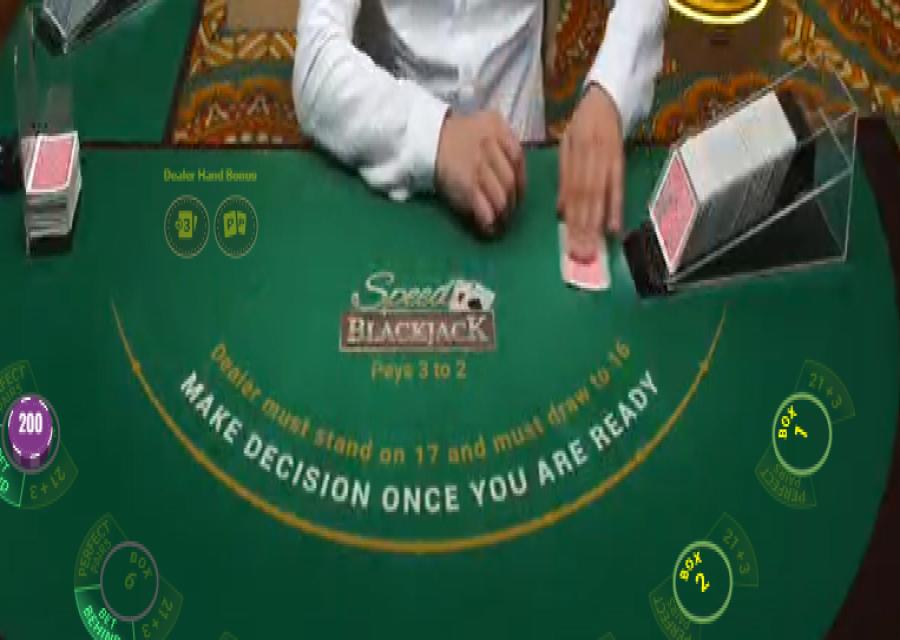 Dealer Hand Bonus
Speed
BLACKJACK
Pays 3 to 2
Dealer must stand on 17 and must draw to 16
MAKE DECISION ONCE YOU ARE READY
200
21+3
PERFECT PAIRS
BOX 6
BET BEHIND
21+3
21+3
BOX 1
PERFECT PAIRS
21+3
BOX 2
PERFECT PAIRS